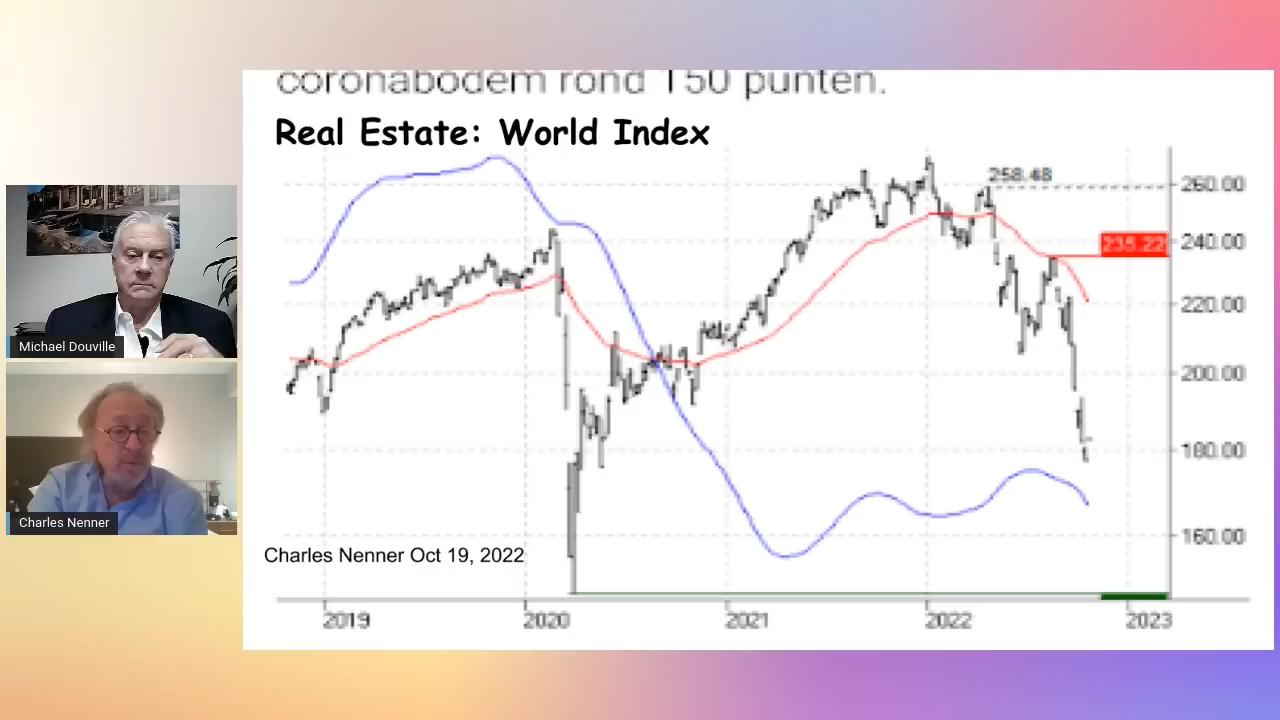 coronabodem rond 150 punten.
Real Estate: World Index
258.48
260.00
235.22
240.00
220.00
200.00
180.00
160.00
Charles Nenner Oct 19, 2022
2019 2020 2021 2022 2023
Michael Douville
Charles Nenner